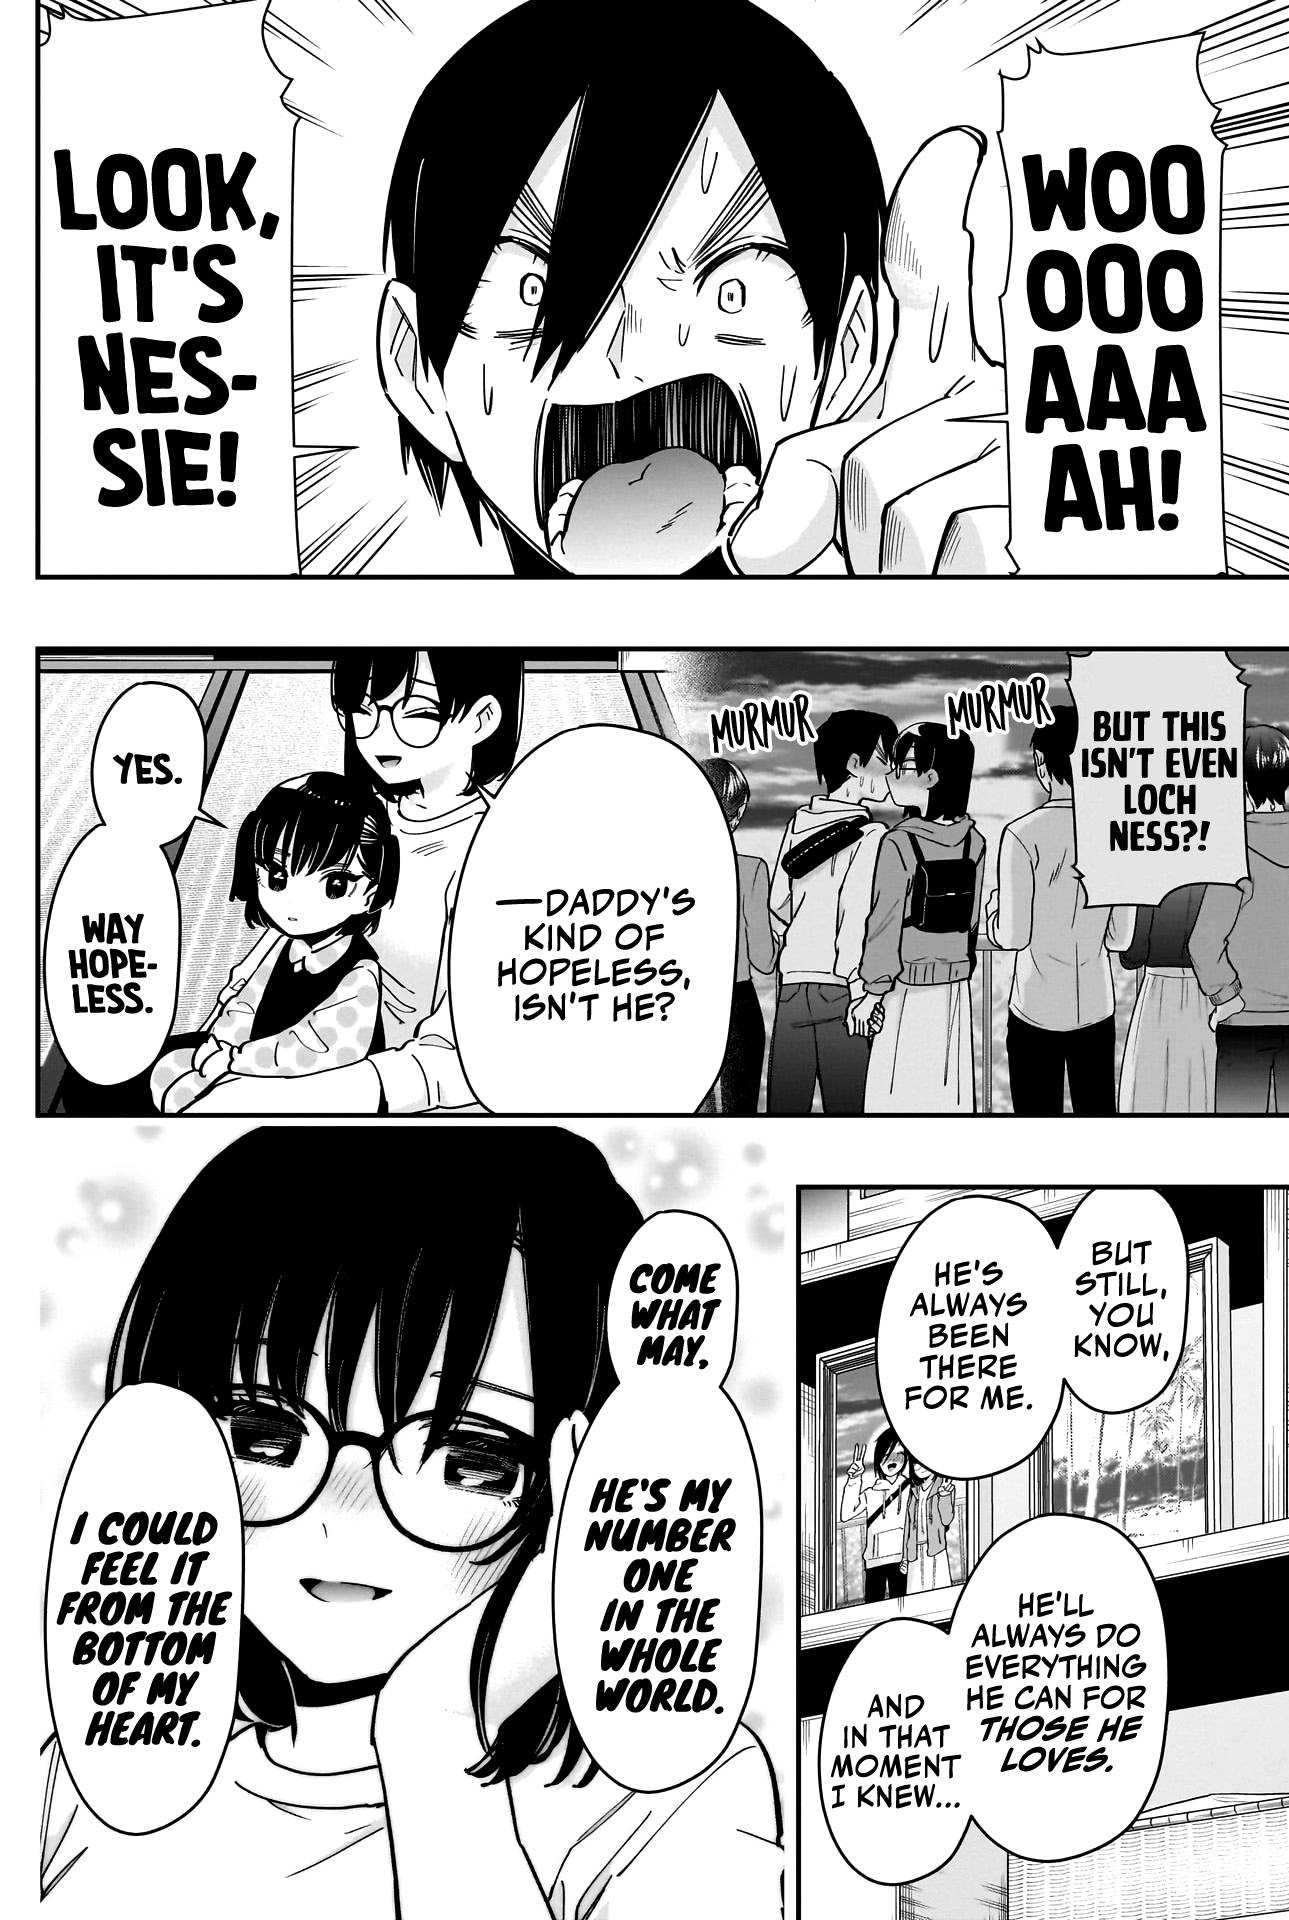 WOO
OOO
AAA
AH!
LOOK,
IT'S
NES-
SIE!
BUT THIS
ISN'T EVEN
LOCH
NESS?!
MURMUR
MURMUR
—DADDY'S
KIND OF
HOPELESS,
ISN'T HE?
YES.
WAY
HOPE-
LESS.
BUT
STILL,
YOU
KNOW,
HE'S
ALWAYS
BEEN
THERE
FOR ME.
HE'LL
ALWAYS DO
EVERYTHING
HE CAN FOR
THOSE HE
LOVES.
AND
IN THAT
MOMENT
I KNEW...
COME
WHAT
MAY,
HE'S MY
NUMBER
ONE
IN THE
WHOLE
WORLD.
I COULD
FEEL IT
FROM THE
BOTTOM
OF MY
HEART.